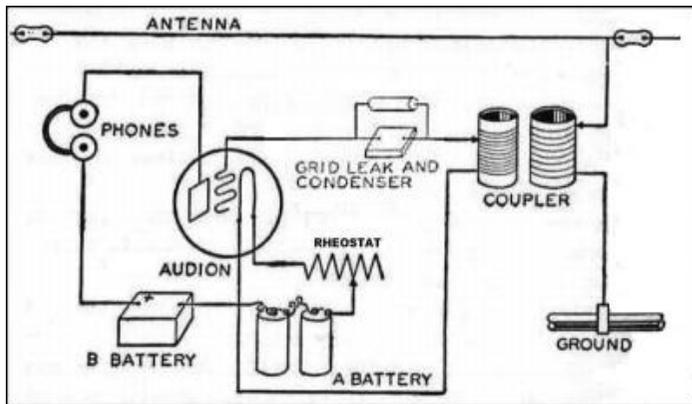 ANTENNA
PHONES
GRID LEAK AND
CONDENSER
COUPLER
RHEOSTAT
AUDION
GROUND
B BATTERY
A BATTERY